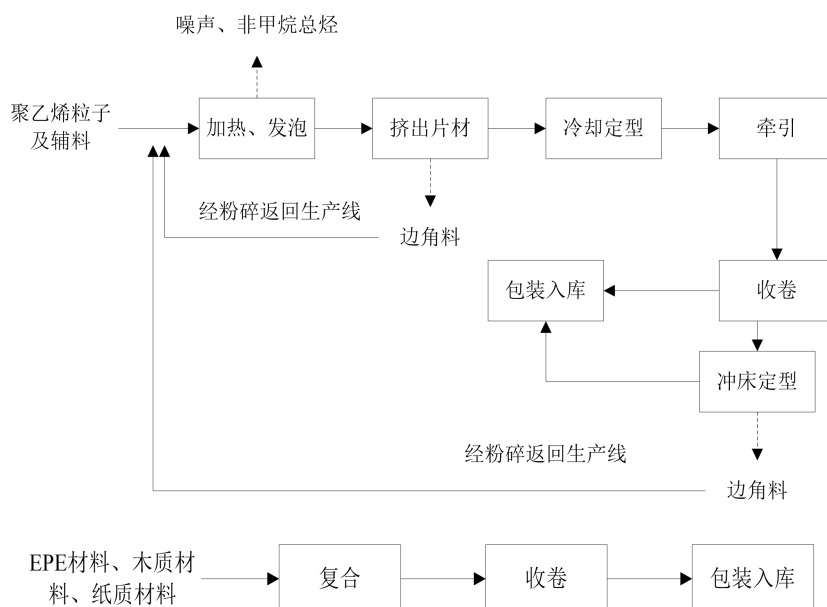 噪声、非甲烷总烃
聚乙烯粒子
及辅料
加热、发泡
挤出片材
冷却定型
牵引
经粉碎返回生产线
边角料
包装入库
收卷
冲床定型
经粉碎返回生产线
边角料
EPE材料、木质材
料、纸质材料
复合
收卷
包装入库